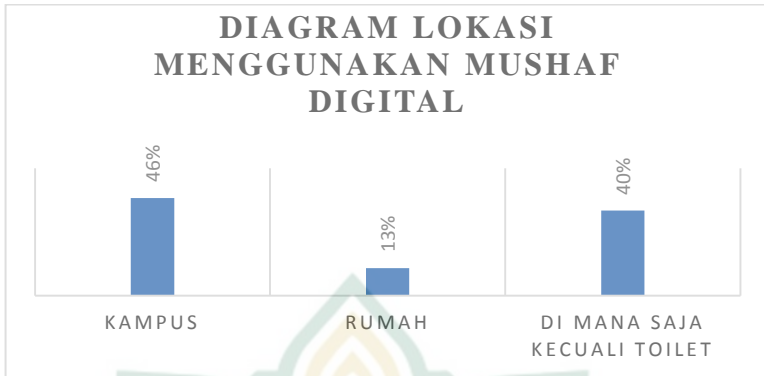 DIAGRAM LOKASI
MENGGUNAKAN MUSHAF
DIGITAL
46%
13%
40%
KAMPUS
RUMAH
DI MANA SAJA
KECUALI TOILET